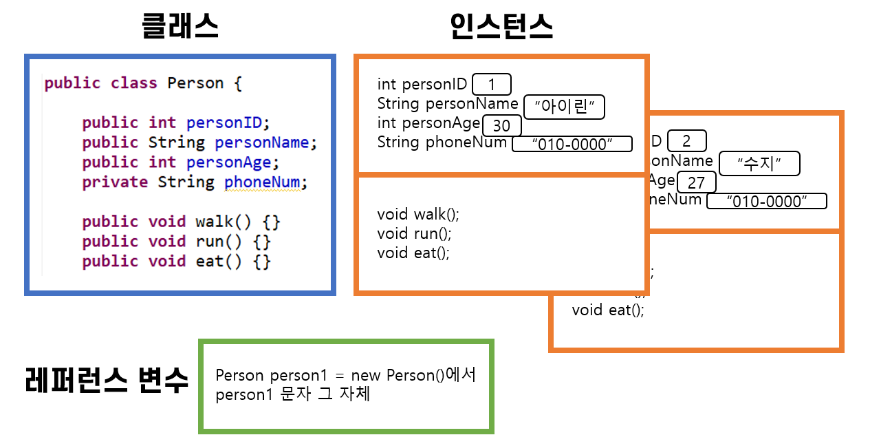 클래스
인스턴스
public class Person {
public int personID;
public String personName;
public int personAge;
private String phoneNum;
public void walk() {}
public void run() {}
public void eat() {}
int personID 1
String personName "아이린"
int personAge 30
String phoneNum "010-0000"
void walk();
void run();
void eat();
D 2
onName "수지"
Age 27
neNum "010-0000"
void eat();
레퍼런스 변수
Person person1 = new Person()에서
person1 문자 그 자체